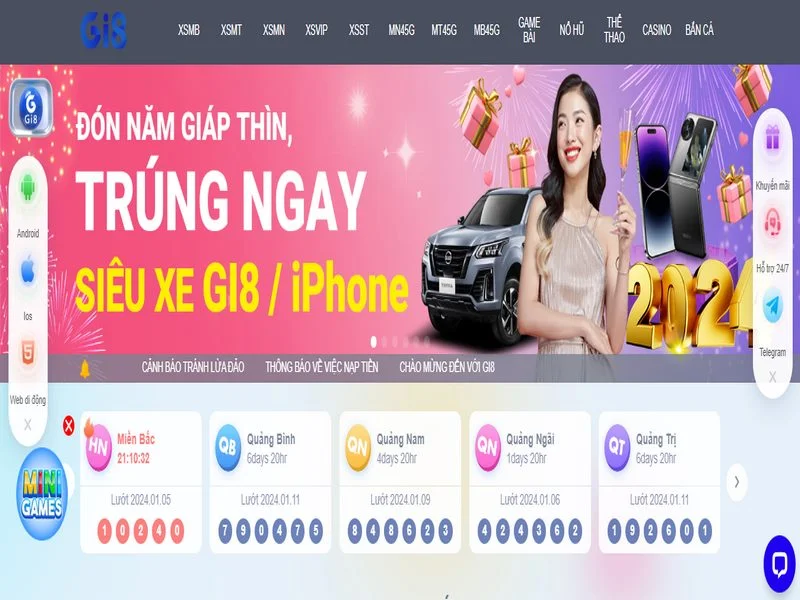 Gi8
XSMB
XSMT
XSMN
XSVIP
XSST
MN45G
MT45G
MB45G
GAME
BÀI
NỔ HŨ
THỂ
THAO
CASINO
BẮN CÁ
Gi8
Android
Ios
Web di động
X
ĐÓN NĂM GIÁP THÌN,
TRÚNG NGAY
SIÊU XE GI8 / iPhone
2024
Khuyến mãi
Hỗ trợ 24/7
Telegram
X
CẢNH BÁO TRÁNH LỪA ĐẢO
THÔNG BÁO VỀ VIỆC NẠP TIỀN
CHÀO MỪNG ĐẾN VỚI GI8
MINI
GAMES
HN
Miền Bắc
21:10:32
Lượt 2024.01.05
1 0 2 4 0
QB
Quảng Bình
6days 20hr
Lượt 2024.01.11
7 9 0 4 7 5
QN
Quảng Nam
4days 20hr
Lượt 2024.01.09
8 4 8 6 2 3
QN
Quảng Ngãi
1days 20hr
Lượt 2024.01.06
4 2 4 3 6 2
QT
Quảng Trị
6days 20hr
Lượt 2024.01.11
1 9 2 6 0 1